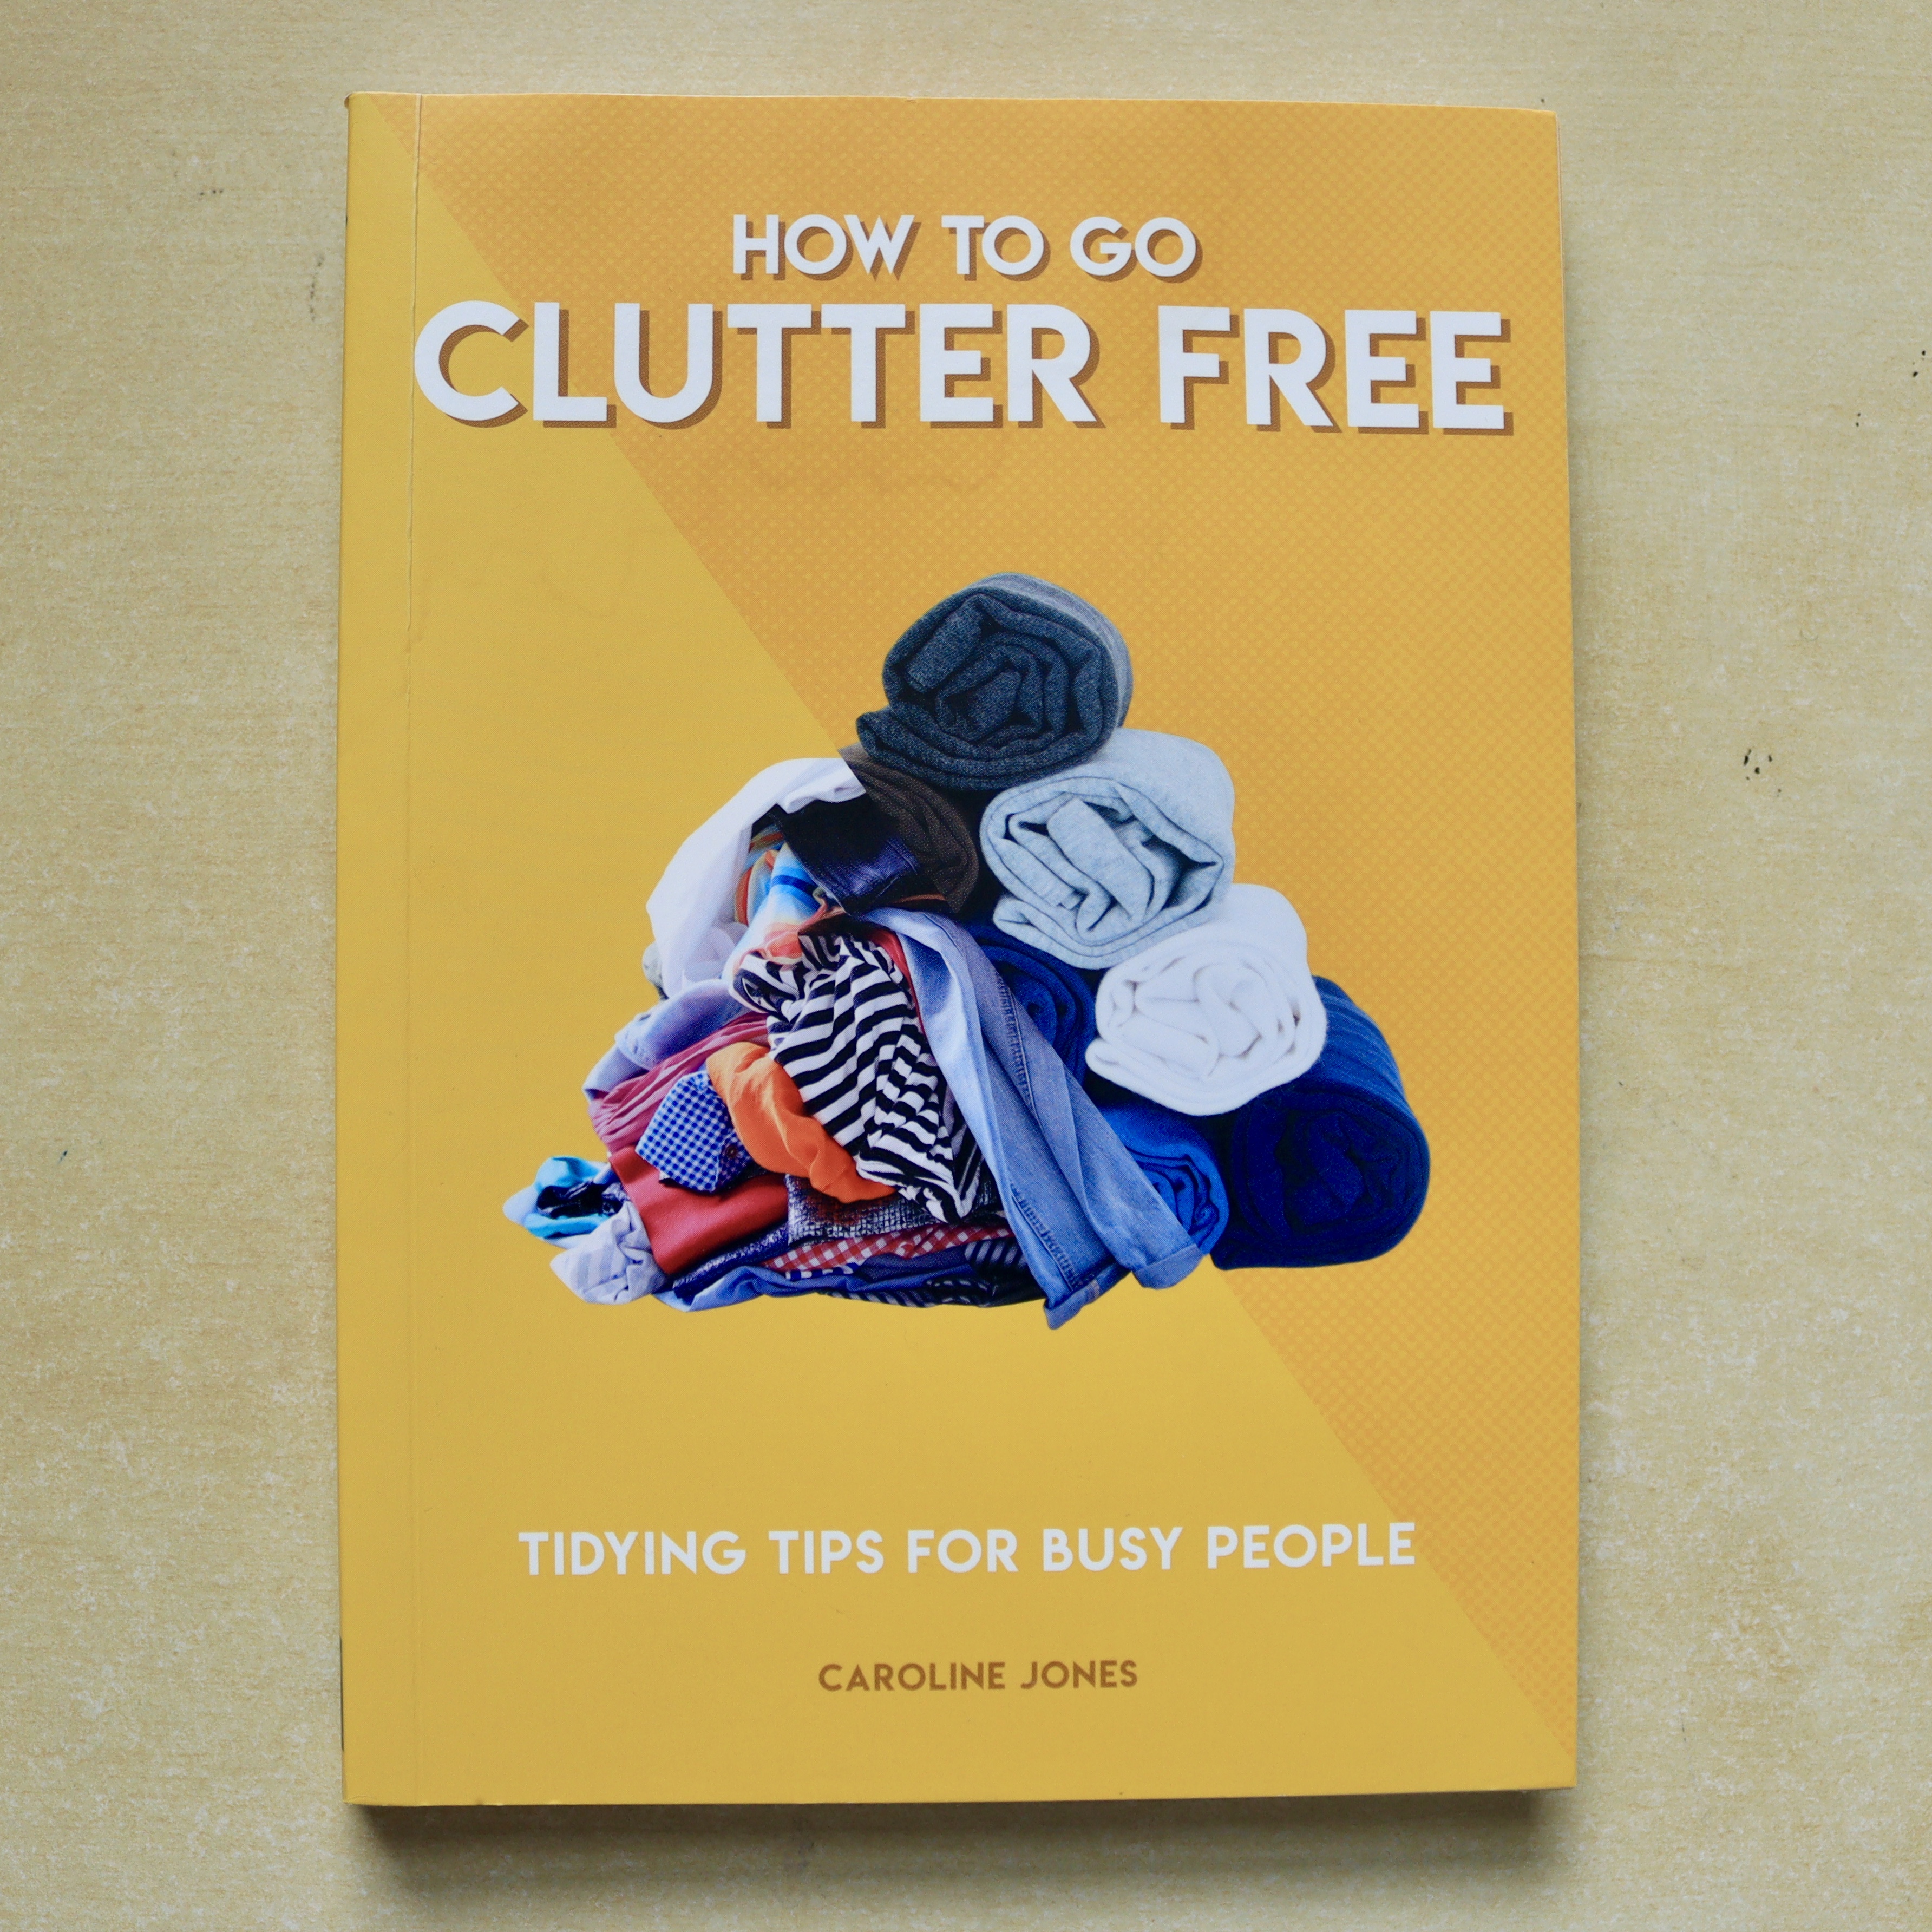 HOW TO GO
CLUTTER FREE
TIDYING TIPS FOR BUSY PEOPLE
CAROLINE JONES